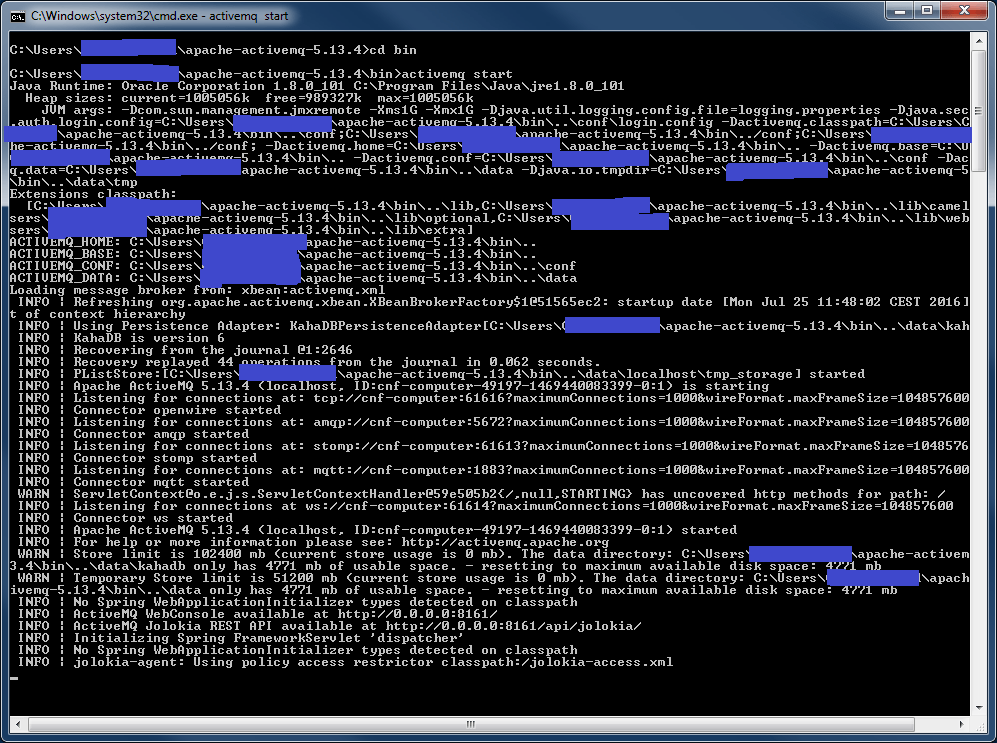 C:\Windows\system32\cmd.exe - activemq start
C:\Users\ \apache-activemq-5.13.4>cd bin
C:\Users\ \apache-activemq-5.13.4\bin>activemq start
Java Runtime: Oracle Corporation 1.8.0_101 C:\Program Files\Java\jre1.8.0_101
Heap sizes: current=1005056k free=989327k max=1005056k
JVM args: -Dcom.sun.management.jmxremote -Xms1G -Xmx1G -Djava.util.logging.config.file=logging.properties -Djava.sec
.auth.login.config=C:\Users\ \apache-activemq-5.13.4\bin\..\conf\login.config -Dactivemq.classpath=C:\Users\
\apache-activemq-5.13.4\bin\..\conf;C:\Users\ \apache-activemq-5.13.4\bin\../conf;C:\Users\
he-activemq-5.13.4\bin\../conf; -Dactivemq.home=C:\Users\ \apache-activemq-5.13.4\bin\.. -Dactivemq.base=C:\U
\apache-activemq-5.13.4\bin\.. -Dactivemq.conf=C:\Users\ \apache-activemq-5.13.4\bin\..\conf -Dac
q.data=C:\Users\ \apache-activemq-5.13.4\bin\..\data -Djava.io.tmpdir=C:\Users\ \apache-activemq-5
\bin\..\data\tmp
Extensions classpath:
[C:\Users\ \apache-activemq-5.13.4\bin\..\lib,C:\Users\ \apache-activemq-5.13.4\bin\..\lib\camel
sers\ \apache-activemq-5.13.4\bin\..\lib\optional,C:\Users\ \apache-activemq-5.13.4\bin\..\lib\web
sers\ \apache-activemq-5.13.4\bin\..\lib\extra]
ACTIVEMQ_HOME: C:\Users\ apache-activemq-5.13.4\bin\..
ACTIVEMQ_BASE: C:\Users\ \apache-activemq-5.13.4\bin\..
ACTIVEMQ_CONF: C:\Users\ \apache-activemq-5.13.4\bin\..\conf
ACTIVEMQ_DATA: C:\Users\ \apache-activemq-5.13.4\bin\..\data
Loading message broker from: xbean:activemq.xml
INFO | Refreshing org.apache.activemq.xbean.XBeanBrokerFactory$1@51565ec2: startup date [Mon Jul 25 11:48:02 CEST 2016]
t of context hierarchy
INFO | Using Persistence Adapter: KahaDBPersistenceAdapter[C:\Users\ \apache-activemq-5.13.4\bin\..\data\kah
INFO | KahaDB is version 6
INFO | Recovering from the journal @1:2646
INFO | Recovery replayed 44 operations from the journal in 0.062 seconds.
INFO | PListStore:[C:\Users\ \apache-activemq-5.13.4\bin\..\data\localhost\tmp_storage] started
INFO | Apache ActiveMQ 5.13.4 (localhost, ID:cnf-computer-49197-1469440083399-0:1) is starting
INFO | Listening for connections at: tcp://cnf-computer:61616?maximumConnections=1000&wireFormat.maxFrameSize=104857600
INFO | Connector openwire started
INFO | Listening for connections at: amqp://cnf-computer:5672?maximumConnections=1000&wireFormat.maxFrameSize=104857600
INFO | Connector amqp started
INFO | Listening for connections at: stomp://cnf-computer:61613?maximumConnections=1000&wireFormat.maxFrameSize=1048576
INFO | Connector stomp started
INFO | Listening for connections at: mqtt://cnf-computer:1883?maximumConnections=1000&wireFormat.maxFrameSize=104857600
INFO | Connector mqtt started
WARN | ServletContext@o.e.j.s.ServletContextHandler@59e505b2{/,null,STARTING} has uncovered http methods for path: /
INFO | Listening for connections at ws://cnf-computer:61614?maximumConnections=1000&wireFormat.maxFrameSize=104857600
INFO | Connector ws started
INFO | Apache ActiveMQ 5.13.4 (localhost, ID:cnf-computer-49197-1469440083399-0:1) started
INFO | For help or more information please see: http://activemq.apache.org
WARN | Store limit is 102400 mb (current store usage is 0 mb). The data directory: C:\Users\ \apache-activem
3.4\bin\..\data\kahadb only has 4771 mb of usable space. - resetting to maximum available disk space: 4771 mb
WARN | Temporary Store limit is 51200 mb (current store usage is 0 mb). The data directory: C:\Users\ \apach
ivemq-5.13.4\bin\..\data only has 4771 mb of usable space. - resetting to maximum available disk space: 4771 mb
INFO | No Spring WebApplicationInitializer types detected on classpath
INFO | ActiveMQ WebConsole available at http://0.0.0.0:8161/
INFO | ActiveMQ Jolokia REST API available at http://0.0.0.0:8161/api/jolokia/
INFO | Initializing Spring FrameworkServlet 'dispatcher'
INFO | No Spring WebApplicationInitializer types detected on classpath
INFO | jolokia-agent: Using policy access restrictor classpath:/jolokia-access.xml